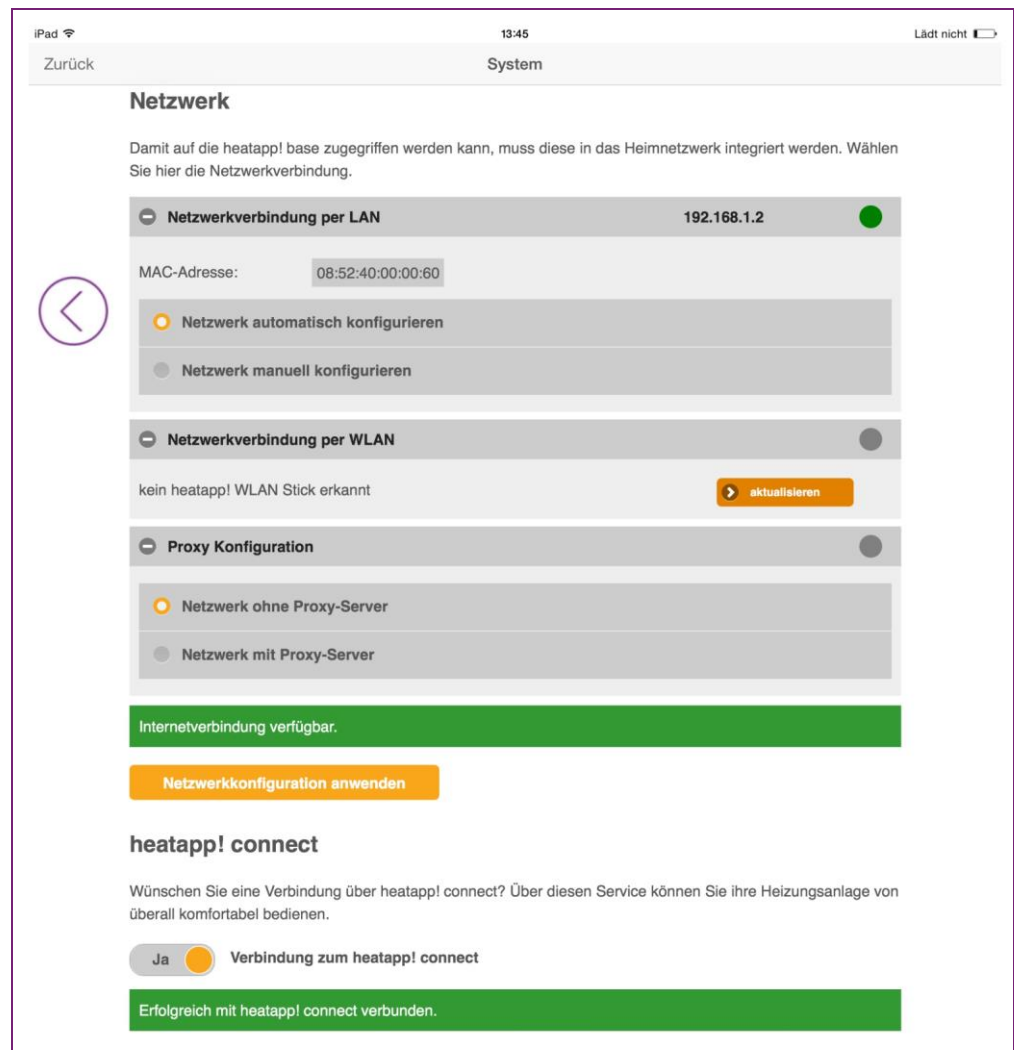 iPad 13:45 Lädt nicht
Zurück System
Netzwerk
Damit auf die heatapp! base zugegriffen werden kann, muss diese in das Heimnetzwerk integriert werden. Wählen
Sie hier die Netzwerkverbindung.
Netzwerkverbindung per LAN 192.168.1.2
MAC-Adresse: 08:52:40:00:00:60
Netzwerk automatisch konfigurieren
Netzwerk manuell konfigurieren
Netzwerkverbindung per WLAN
kein heatapp! WLAN Stick erkannt aktualisieren
Proxy Konfiguration
Netzwerk ohne Proxy-Server
Netzwerk mit Proxy-Server
Internetverbindung verfügbar.
Netzwerkkonfiguration anwenden
heatapp! connect
Wünschen Sie eine Verbindung über heatapp! connect? Über diesen Service können Sie ihre Heizungsanlage von
überall komfortabel bedienen.
Ja Verbindung zum heatapp! connect
Erfolgreich mit heatapp! connect verbunden.